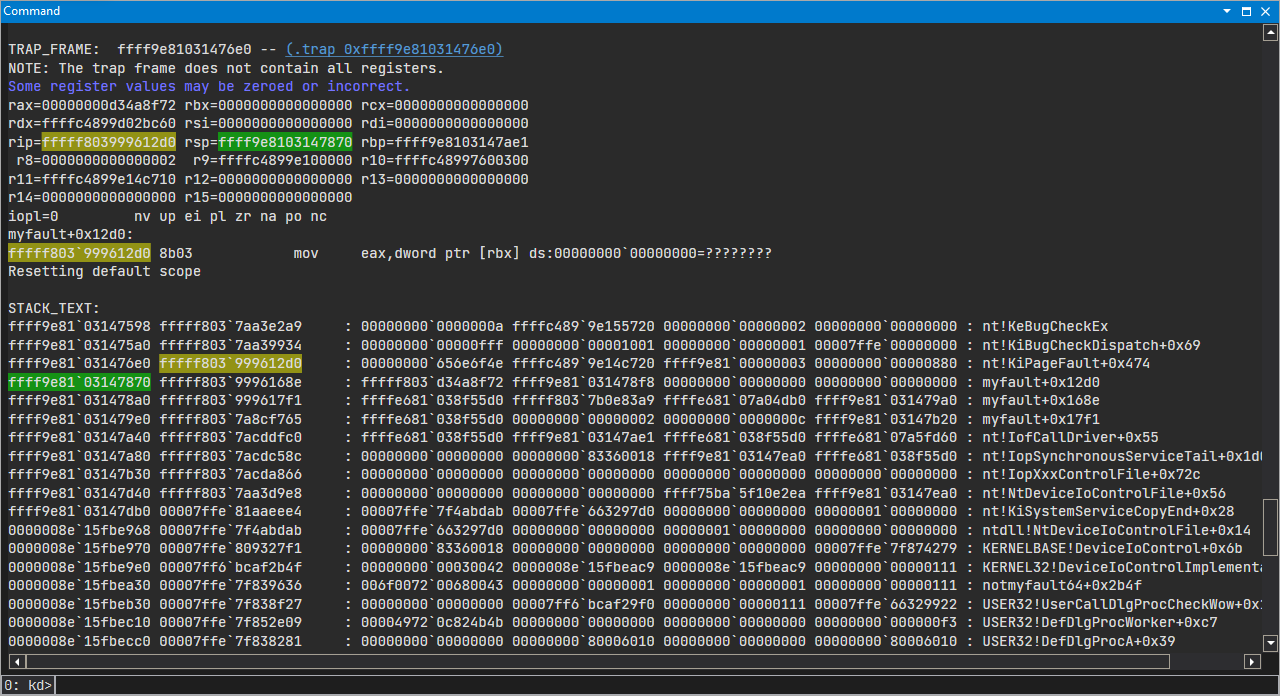 Command
TRAP_FRAME:  ffff9e81031476e0 -- (.trap 0xffff9e81031476e0)
NOTE: The trap frame does not contain all registers.
Some register values may be zeroed or incorrect.
rax=00000000d34a8f72 rbx=0000000000000000 rcx=0000000000000000
rdx=ffffc4899d02bc60 rsi=0000000000000000 rdi=0000000000000000
rip=fffff803999612d0 rsp=ffff9e8103147870 rbp=ffff9e8103147ae1
 r8=0000000000000002  r9=ffffc4899e100000 r10=ffffc48997600300
r11=ffffc4899e14c710 r12=0000000000000000 r13=0000000000000000
r14=0000000000000000 r15=0000000000000000
iopl=0         nv up ei pl zr na po nc
myfault+0x12d0:
fffff803`999612d0 8b03            mov     eax,dword ptr [rbx] ds:00000000`00000000=????????
Resetting default scope
STACK_TEXT:
ffff9e81`03147598 fffff803`7aa3e2a9     : 00000000`0000000a ffffc489`9e155720 00000000`00000002 00000000`00000000 : nt!KeBugCheckEx
ffff9e81`031475a0 fffff803`7aa39934     : 00000000`00000fff 00000000`00001001 00000000`00000001 00007ffe`00000000 : nt!KiBugCheckDispatch+0x69
ffff9e81`031476e0 fffff803`999612d0     : 00000000`656e6f4e ffffc489`9e14c720 ffff9e81`00000003 00000000`00000880 : nt!KiPageFault+0x474
ffff9e81`03147870 fffff803`9996168e     : fffff803`d34a8f72 ffff9e81`031478f8 00000000`00000000 00000000`00000000 : myfault+0x12d0
ffff9e81`031478a0 fffff803`999617f1     : ffffe681`038f55d0 fffff803`7b0e83a9 ffffe681`07a04db0 ffff9e81`031479a0 : myfault+0x168e
ffff9e81`031479e0 fffff803`7a8cf765     : ffffe681`038f55d0 00000000`00000002 00000000`0000000c ffff9e81`03147b20 : myfault+0x17f1
ffff9e81`03147a40 fffff803`7acddfc0     : ffffe681`038f55d0 ffff9e81`03147ae1 ffffe681`038f55d0 ffffe681`07a5fd60 : nt!IofCallDriver+0x55
ffff9e81`03147a80 fffff803`7acdc58c     : 00000000`00000000 00000000`83360018 ffff9e81`03147ea0 ffffe681`038f55d0 : nt!IopSynchronousServiceTail+0x1d
ffff9e81`03147b30 fffff803`7acda866     : 00000000`00000000 00000000`00000000 00000000`00000000 00000000`00000000 : nt!IopXxxControlFile+0x72c
ffff9e81`03147d40 fffff803`7aa3d9e8     : 00000000`00000000 00000000`00000000 ffff75ba`5f10e2ea ffff9e81`03147ea0 : nt!NtDeviceIoControlFile+0x56
ffff9e81`03147db0 00007ffe`81aaeee4     : 00007ffe`7f4abdab 00007ffe`663297d0 00000000`00000000 00000001`00000000 : nt!KiSystemServiceCopyEnd+0x28
0000008e`15fbe968 00007ffe`7f4abdab     : 00007ffe`663297d0 00000000`00000000 00000001`00000000 00000000`00000000 : ntdll!NtDeviceIoControlFile+0x14
0000008e`15fbe970 00007ffe`809327f1     : 00000000`83360018 00000000`00000000 00000000`00000000 00007ffe`7f874279 : KERNELBASE!DeviceIoControl+0x6b
0000008e`15fbe9e0 00007ff6`bcaf2b4f     : 00000000`00030042 0000008e`15fbeac9 0000008e`15fbeac9 00000000`00000111 : KERNEL32!DeviceIoControlImplementa
0000008e`15fbea30 00007ffe`7f839636     : 006f0072`00680043 00000000`00000001 00000000`00000001 00000000`00000000 : notmyfault64+0x2b4f
0000008e`15fbeb30 00007ffe`7f838f27     : 00000000`00000000 00007ff6`bcaf29f0 00000000`00000111 00007ffe`66329922 : USER32!UserCallDlgProcCheckWow+0x1
0000008e`15fbec10 00007ffe`7f852e09     : 00004972`0c824b4b 00000000`00000000 00000000`00000000 00000000`000000f3 : USER32!DefDlgProcWorker+0xc7
0000008e`15fbecc0 00007ffe`7f838281     : 00000000`00000000 00000000`80006010 00000000`00000000 00000000`80006010 : USER32!DefDlgProcA+0x39
0: kd>